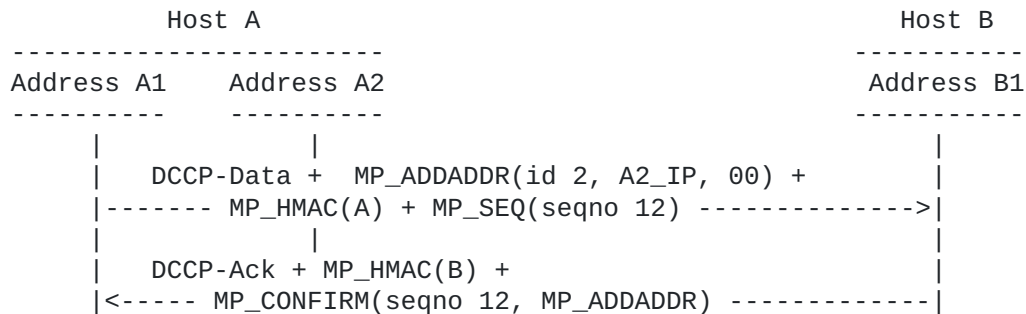 Host A Host B
------------------------ -----------
Address A1 Address A2 Address B1
---------- ---------- -----------
| | |
| DCCP-Data + MP_ADDADDR(id 2, A2_IP, 00) + |
|------- MP_HMAC(A) + MP_SEQ(seqno 12) -------------->|
| | |
| DCCP-Ack + MP_HMAC(B) + |
|<----- MP_CONFIRM(seqno 12, MP_ADDADDR) -------------|